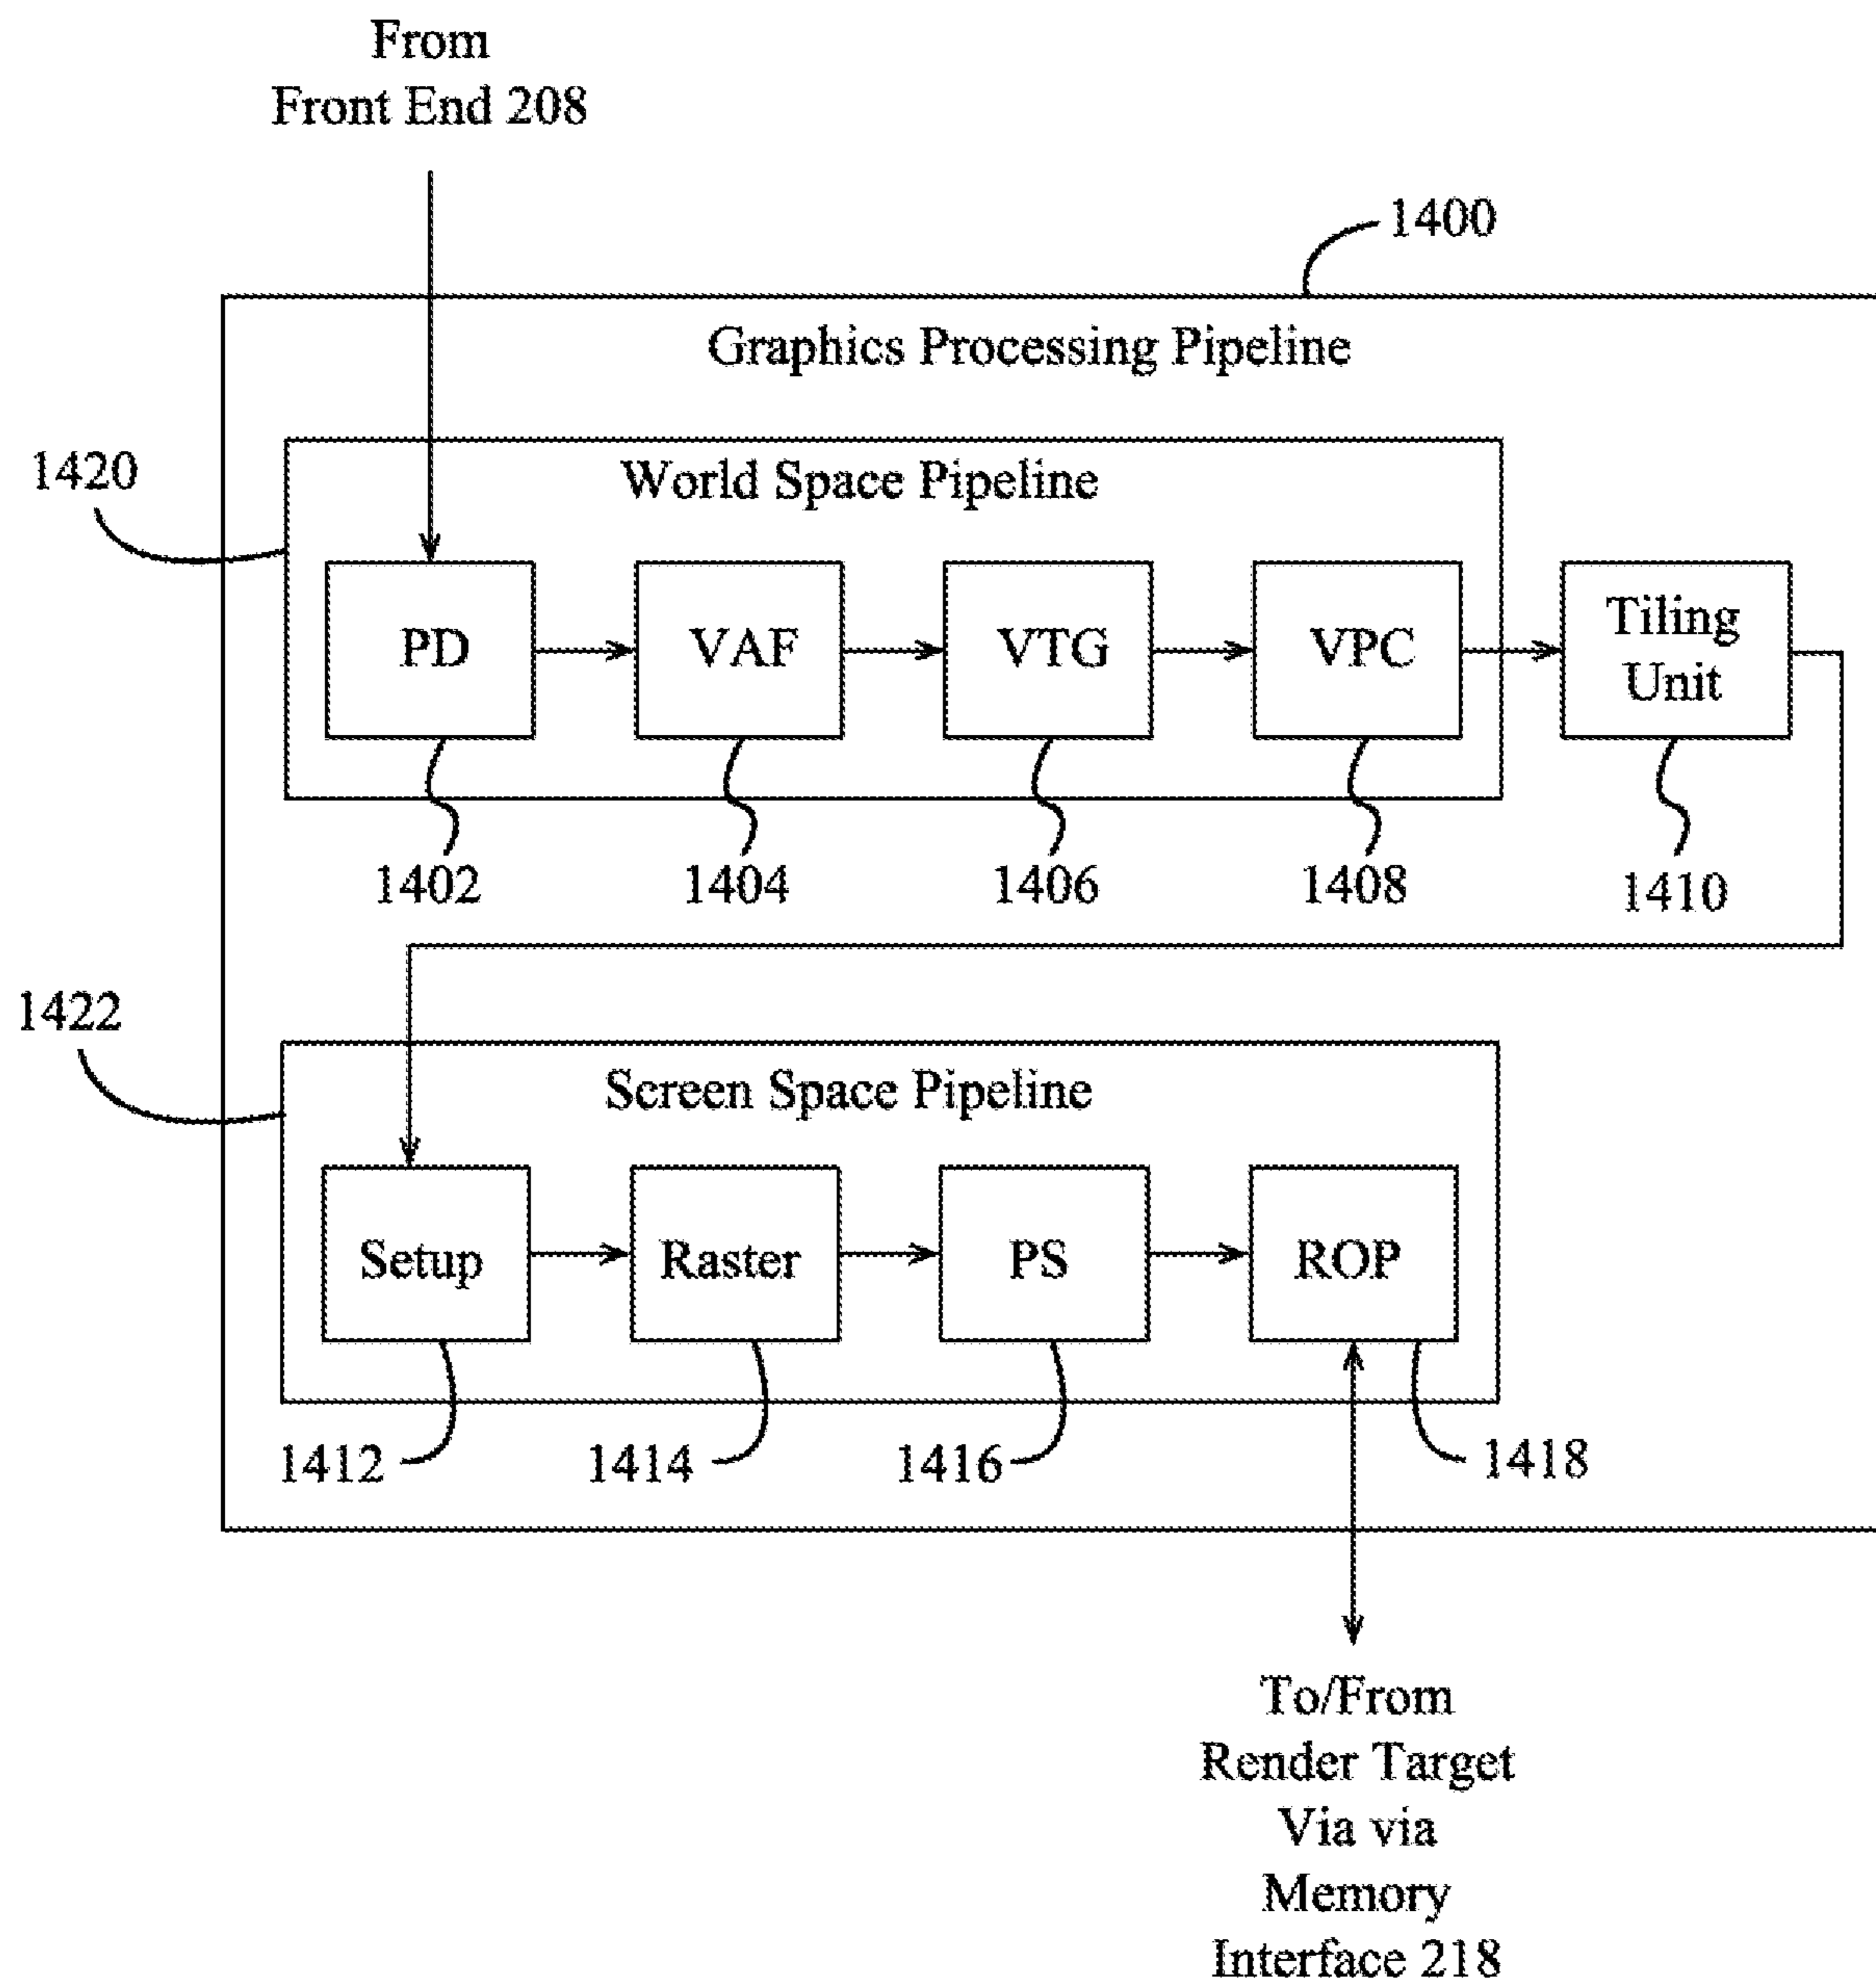 From
Front End 208
1400
Graphics Processing Pipeline
1420
World Space Pipeline
PD
VAF
VTG
VPC
Tiling
Unit
1402
1404
1406
1408
1410
1422
Screen Space Pipeline
Setup
Raster
PS
ROP
1412
1414
1416
1418
To/From
Render Target
Via via
Memory
Interface 218